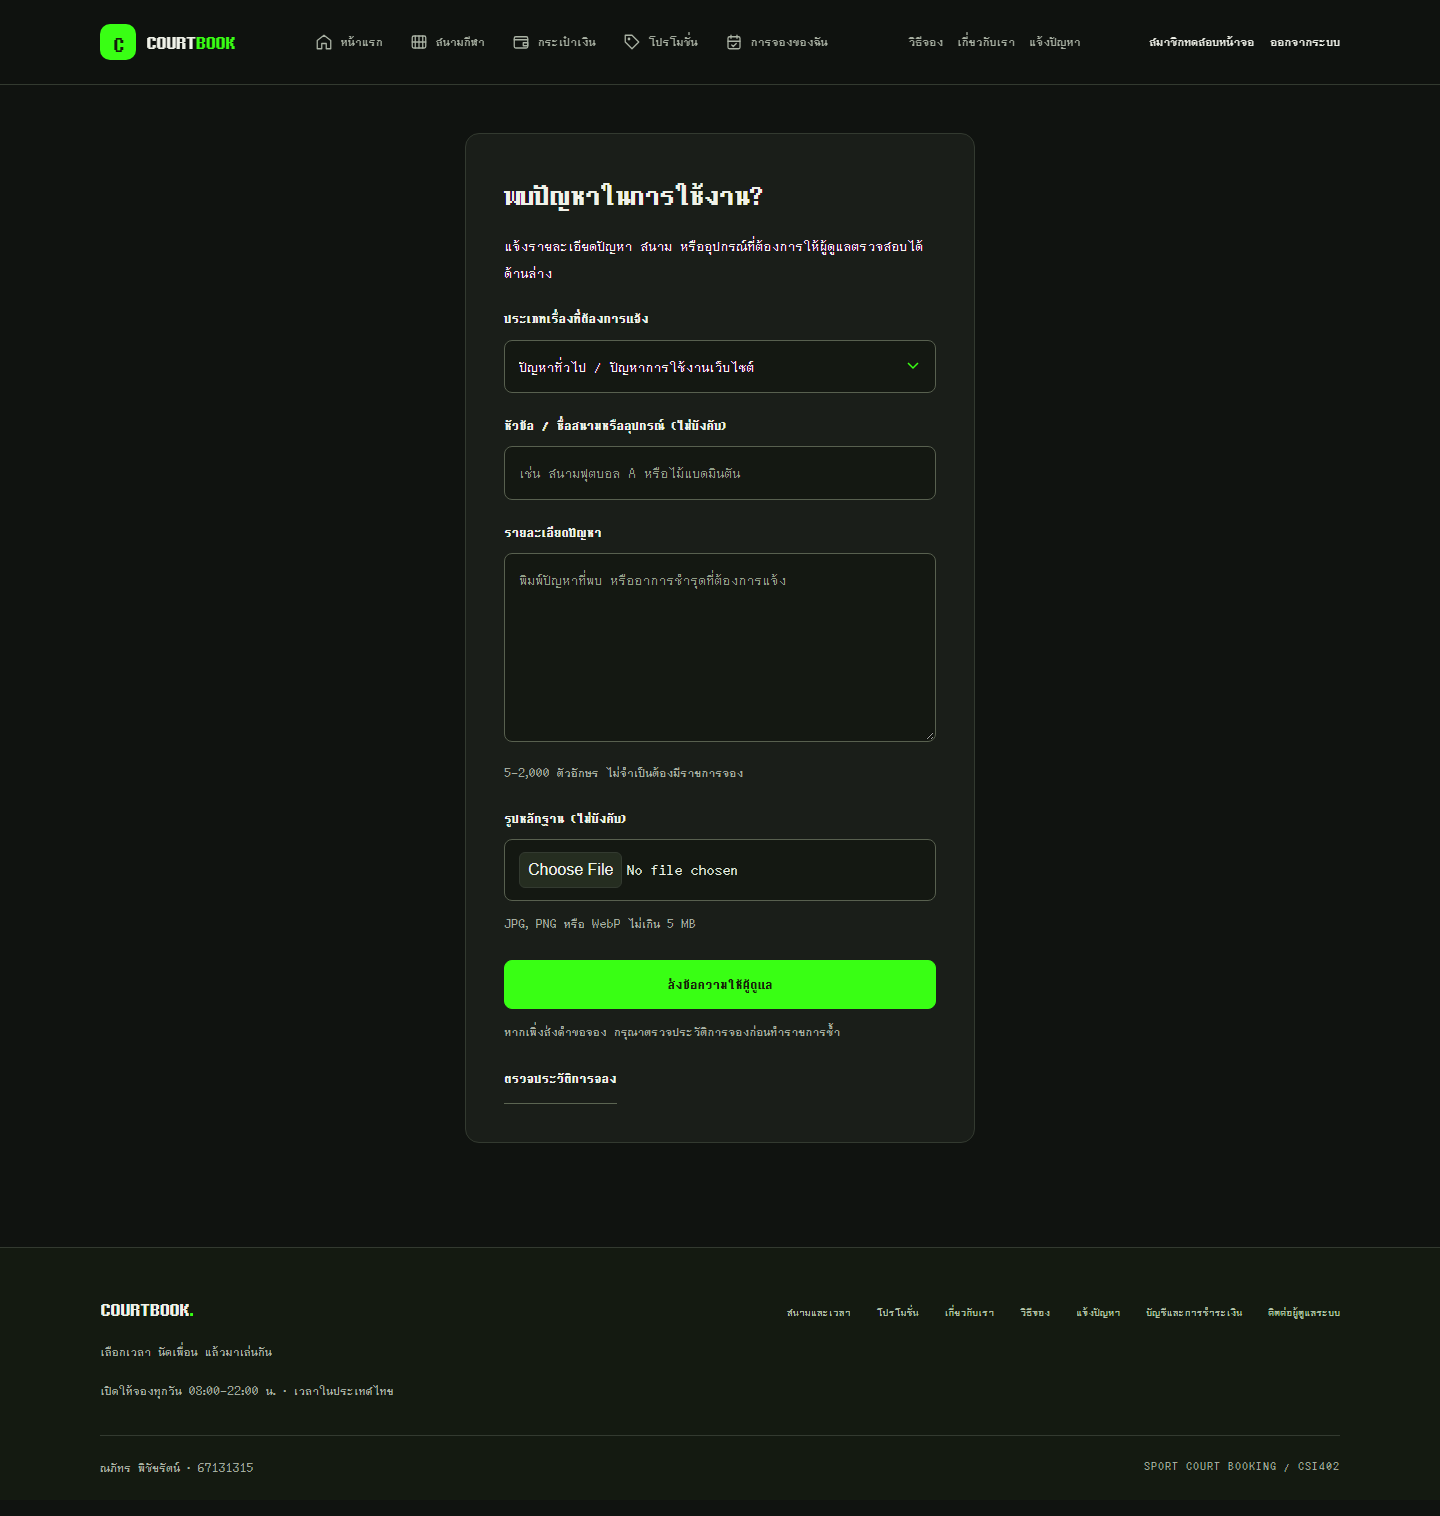 C COURTBOOK หน้าแรก สนามกีฬา กระเป๋าเงิน โปรโมชั่น การจองของฉัน วิธีจอง เกี่ยวกับเรา แจ้งปัญหา สมาชิกทดสอบหน้าจอ ออกจากระบบ
พบปัญหาในการใช้งาน?
แจ้งรายละเอียดปัญหา สนาม หรืออุปกรณ์ที่ต้องการให้ผู้ดูแลตรวจสอบได้
ด้านล่าง
ประเภทเรื่องที่ต้องการแจ้ง
ปัญหาทั่วไป / ปัญหาการใช้งานเว็บไซต์
หัวข้อ / ชื่อสนามหรืออุปกรณ์ (ไม่บังคับ)
เช่น สนามฟุตบอล A หรือไม้แบดมินตัน
รายละเอียดปัญหา
พิมพ์ปัญหาที่พบ หรืออาการชำรุดที่ต้องการแจ้ง
5–2,000 ตัวอักษร ไม่จำเป็นต้องมีรายการจอง
รูปหลักฐาน (ไม่บังคับ)
Choose File No file chosen
JPG, PNG หรือ WebP ไม่เกิน 5 MB
ส่งข้อความให้ผู้ดูแล
หากเพิ่งส่งคำขอจอง กรุณาตรวจประวัติการจองก่อนทำรายการซ้ำ
ตรวจประวัติการจอง
COURTBOOK. สนามและเวลา โปรโมชั่น เกี่ยวกับเรา วิธีจอง แจ้งปัญหา บัญชีและการชำระเงิน ติดต่อผู้ดูแลระบบ
เลือกเวลา นัดเพื่อน แล้วมาเล่นกัน
เปิดให้จองทุกวัน 08:00–22:00 น. · เวลาในประเทศไทย
ณภัทร พิชัยรัตน์ · 67131315 SPORT COURT BOOKING / CSI402